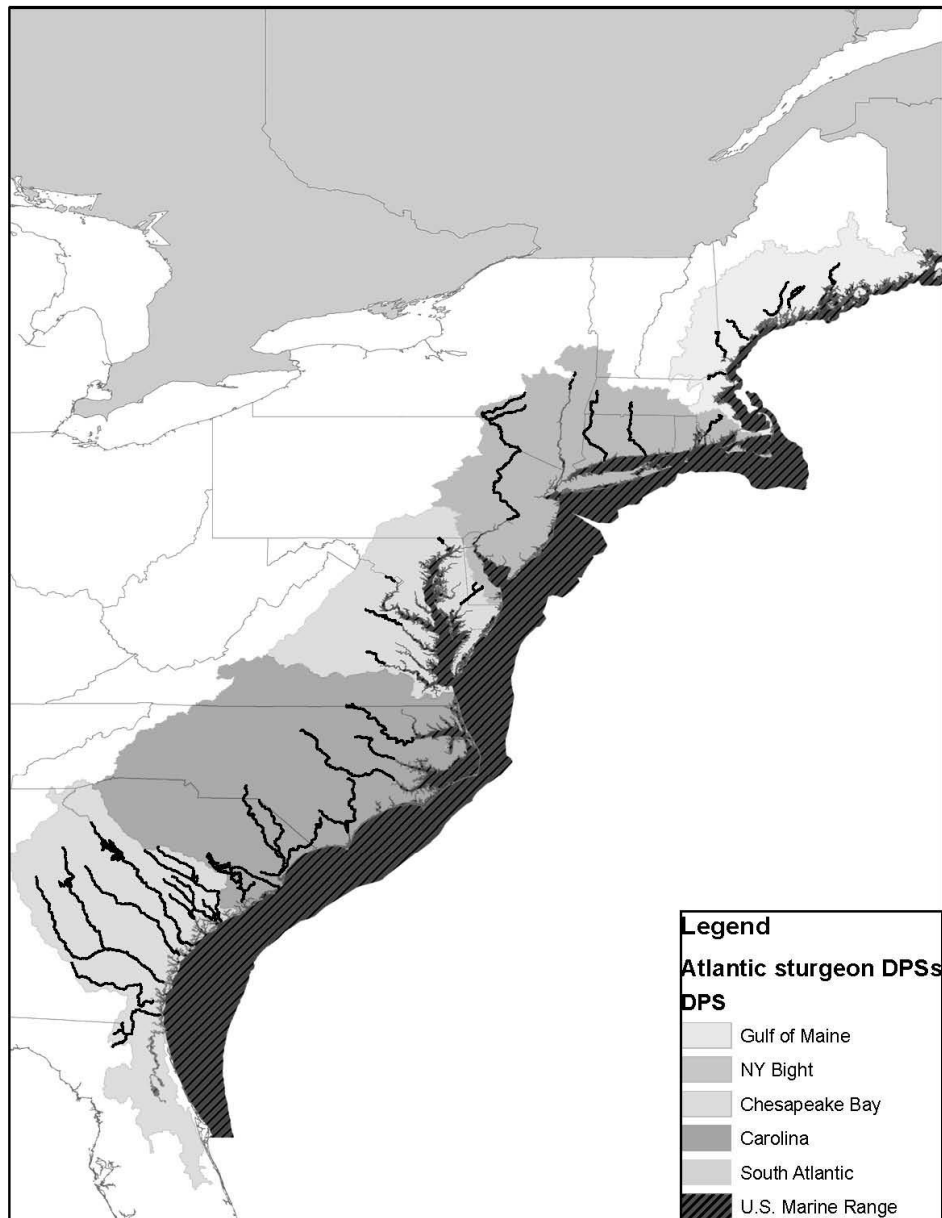 Legend
Atlantic sturgeon DPSs
DPS
Gulf of Maine
NY Bight
Chesapeake Bay
Carolina
South Atlantic
U.S. Marine Range